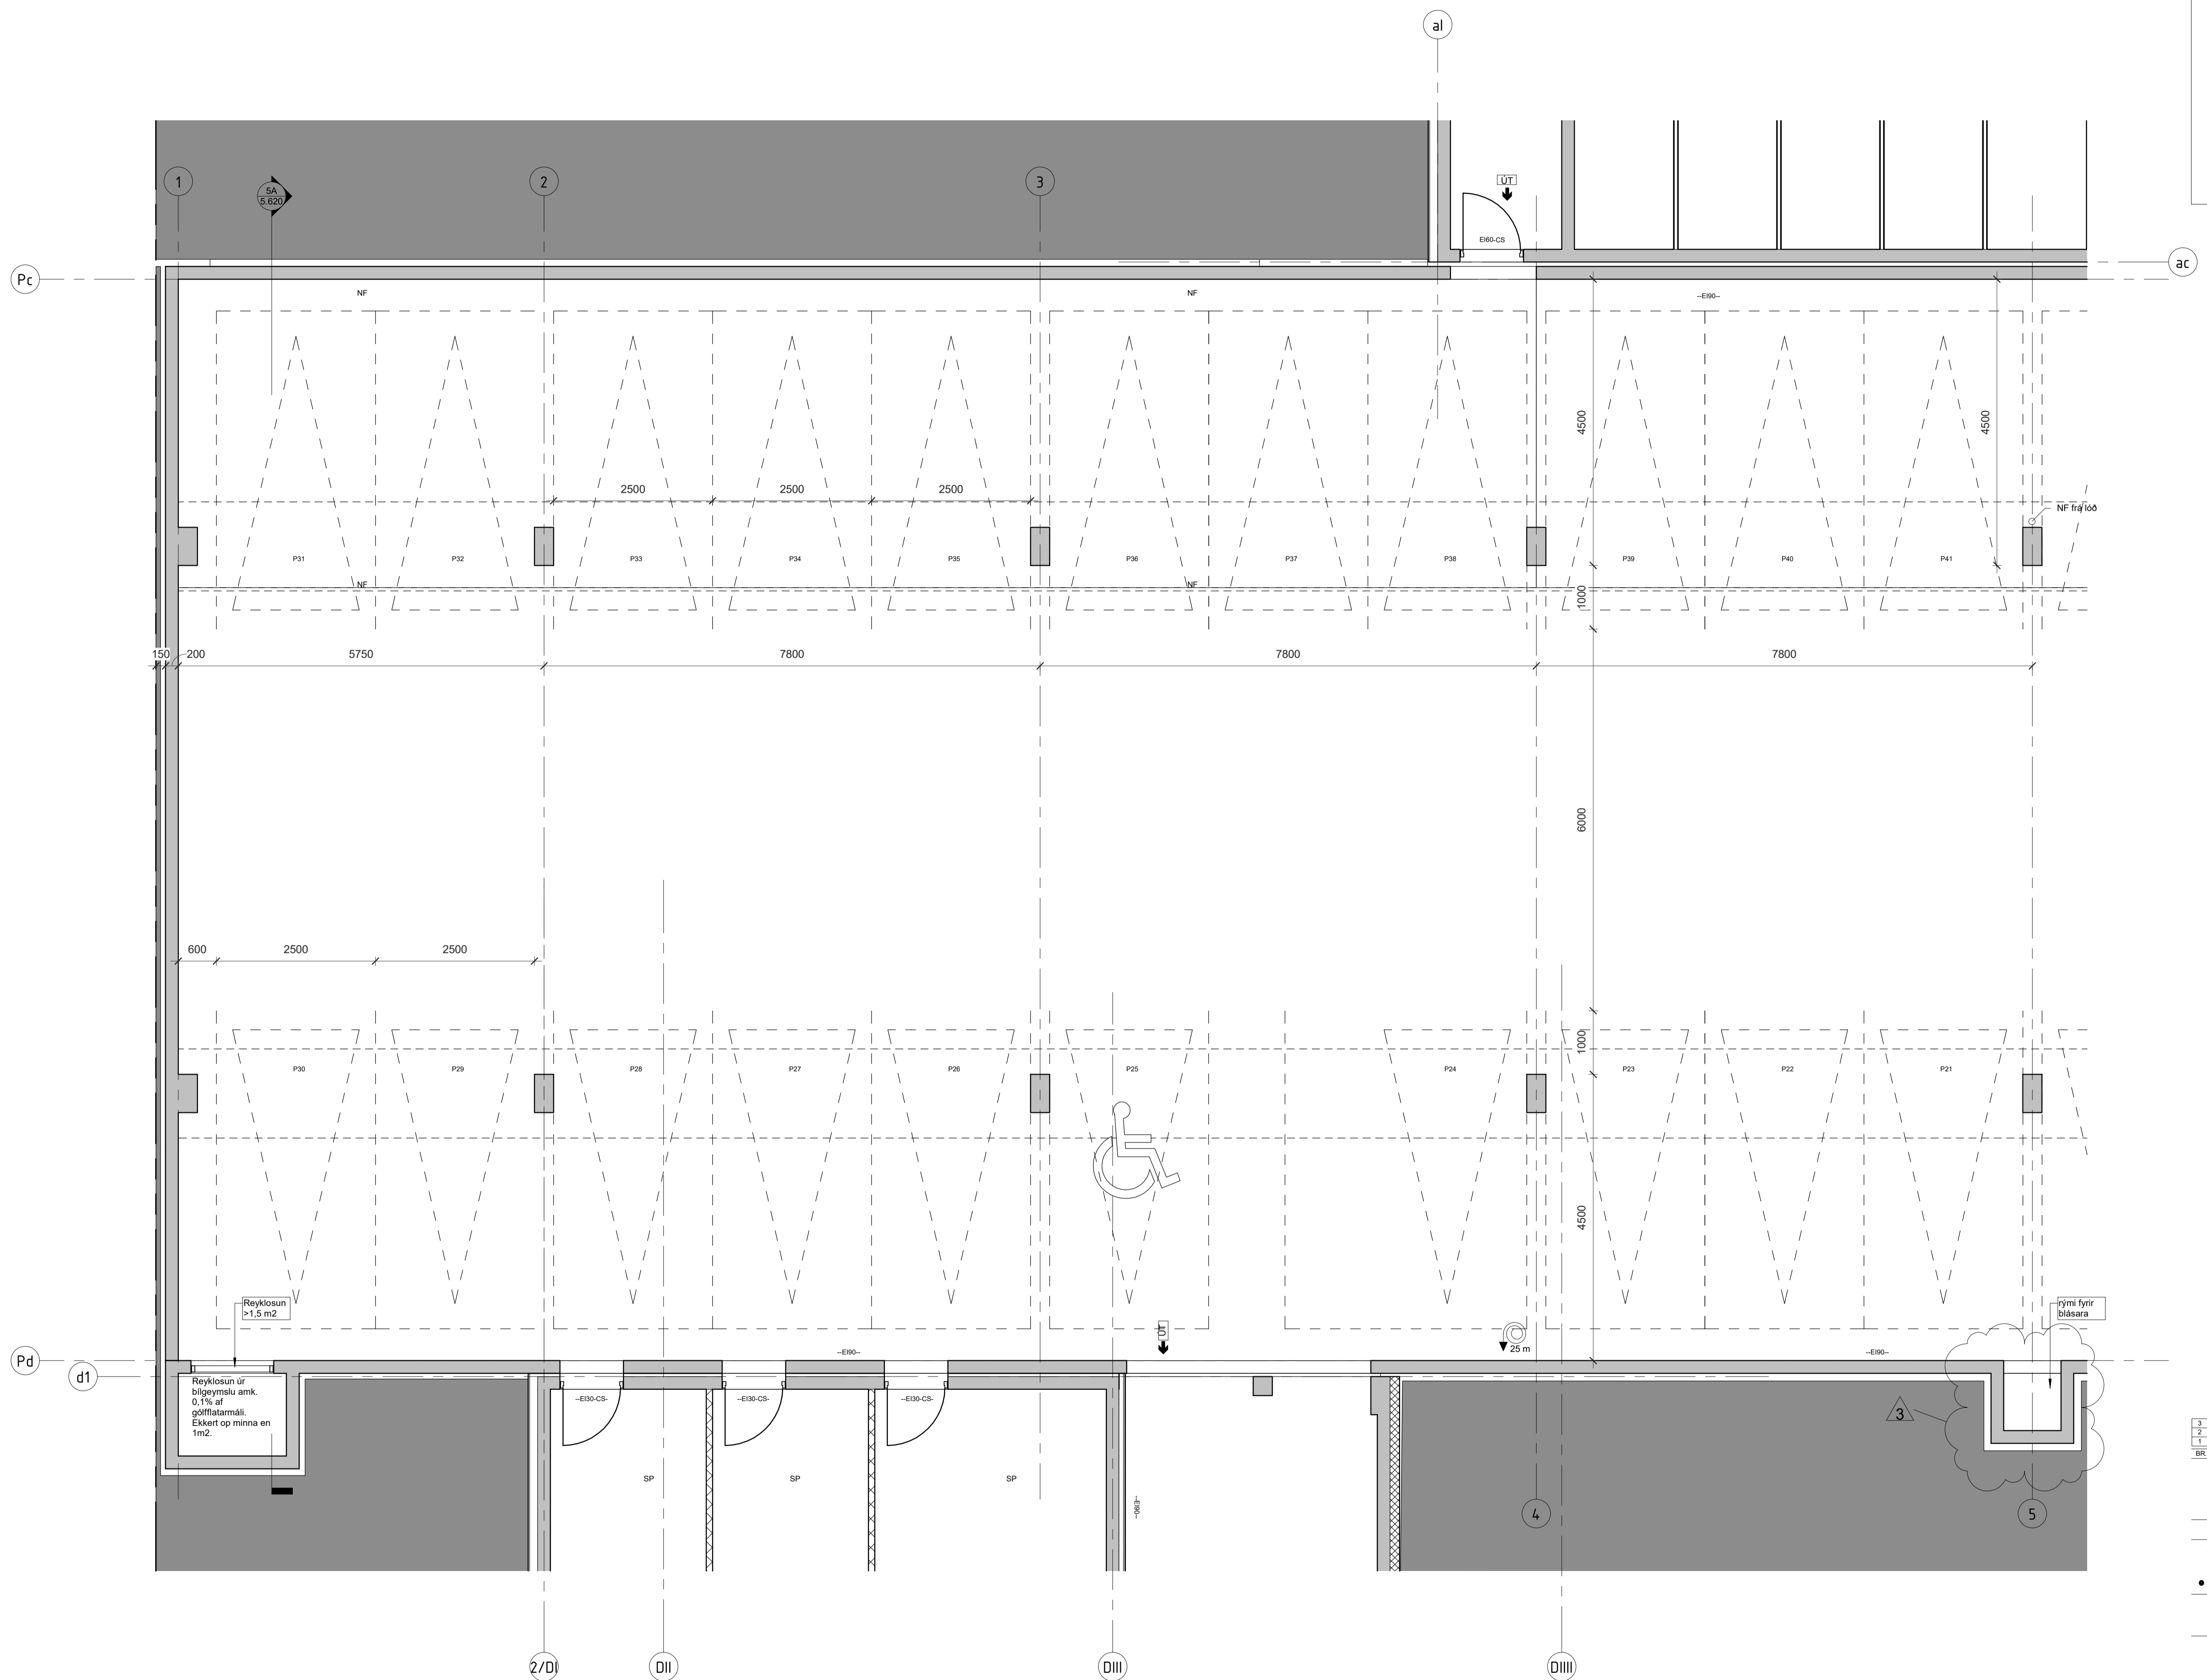 al
1
5A
5.620
2
3
ÚT
EI60-CS
Pc
ac
NF
NF
--EI90--
4500
4500
2500
2500
2500
NF frá lóð
P31
P32
P33
P34
P35
P36
P37
P38
P39
P40
P41
NF
NF
1000
150
200
5750
7800
7800
7800
6000
600
2500
2500
1000
P30
P29
P28
P27
P26
P25
P24
P23
P22
P21
4500
Reyklosun
>1,5 m2
rými fyrir
blásara
ÚT
25 m
--EI90--
--EI90--
Pd
d1
Reyklosun úr
bílgeymslu amk.
0,1% af
gólfflatarmáli.
Ekkert op minna en
1m2.
--EI30-CS-
--EI30-CS-
--EI30-CS-
3
3
2
1
BR.
SP
SP
SP
--EI90--
4
5
2/DI
DII
DIII
DIIII